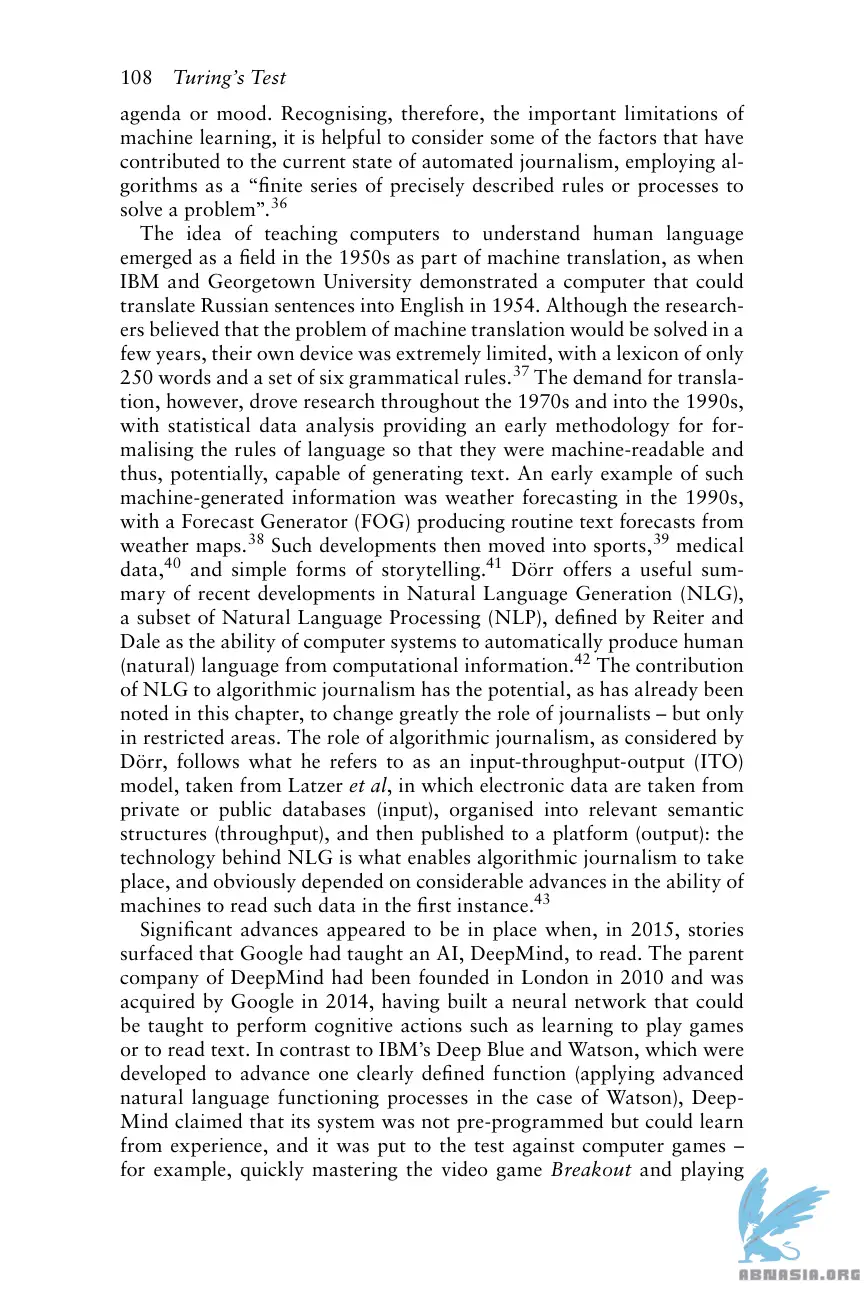 108 Turing's Test
agenda or mood. Recognising, therefore, the important limitations of
machine learning, it is helpful to consider some of the factors that have
contributed to the current state of automated journalism, employing al-
gorithms as a “finite series of precisely described rules or processes to
solve a problem”.36
The idea of teaching computers to understand human language
emerged as a field in the 1950s as part of machine translation, as when
IBM and Georgetown University demonstrated a computer that could
translate Russian sentences into English in 1954. Although the research-
ers believed that the problem of machine translation would be solved in a
few years, their own device was extremely limited, with a lexicon of only
250 words and a set of six grammatical rules.37 The demand for transla-
tion, however, drove research throughout the 1970s and into the 1990s,
with statistical data analysis providing an early methodology for for-
malising the rules of language so that they were machine-readable and
thus, potentially, capable of generating text. An early example of such
machine-generated information was weather forecasting in the 1990s,
with a Forecast Generator (FOG) producing routine text forecasts from
weather maps.38 Such developments then moved into sports,39 medical
data,40 and simple forms of storytelling.41 Dörr offers a useful sum-
mary of recent developments in Natural Language Generation (NLG),
a subset of Natural Language Processing (NLP), defined by Reiter and
Dale as the ability of computer systems to automatically produce human
(natural) language from computational information.42 The contribution
of NLG to algorithmic journalism has the potential, as has already been
noted in this chapter, to change greatly the role of journalists – but only
in restricted areas. The role of algorithmic journalism, as considered by
Dörr, follows what he refers to as an input-throughput-output (ITO)
model, taken from Latzer et al, in which electronic data are taken from
private or public databases (input), organised into relevant semantic
structures (throughput), and then published to a platform (output): the
technology behind NLG is what enables algorithmic journalism to take
place, and obviously depended on considerable advances in the ability of
machines to read such data in the first instance.43
Significant advances appeared to be in place when, in 2015, stories
surfaced that Google had taught an AI, DeepMind, to read. The parent
company of DeepMind had been founded in London in 2010 and was
acquired by Google in 2014, having built a neural network that could
be taught to perform cognitive actions such as learning to play games
or to read text. In contrast to IBM’s Deep Blue and Watson, which were
developed to advance one clearly defined function (applying advanced
natural language functioning processes in the case of Watson), Deep-
Mind claimed that its system was not pre-programmed but could learn
from experience, and it was put to the test against computer games –
for example, quickly mastering the video game Breakout and playing
ABNASIA.ORG